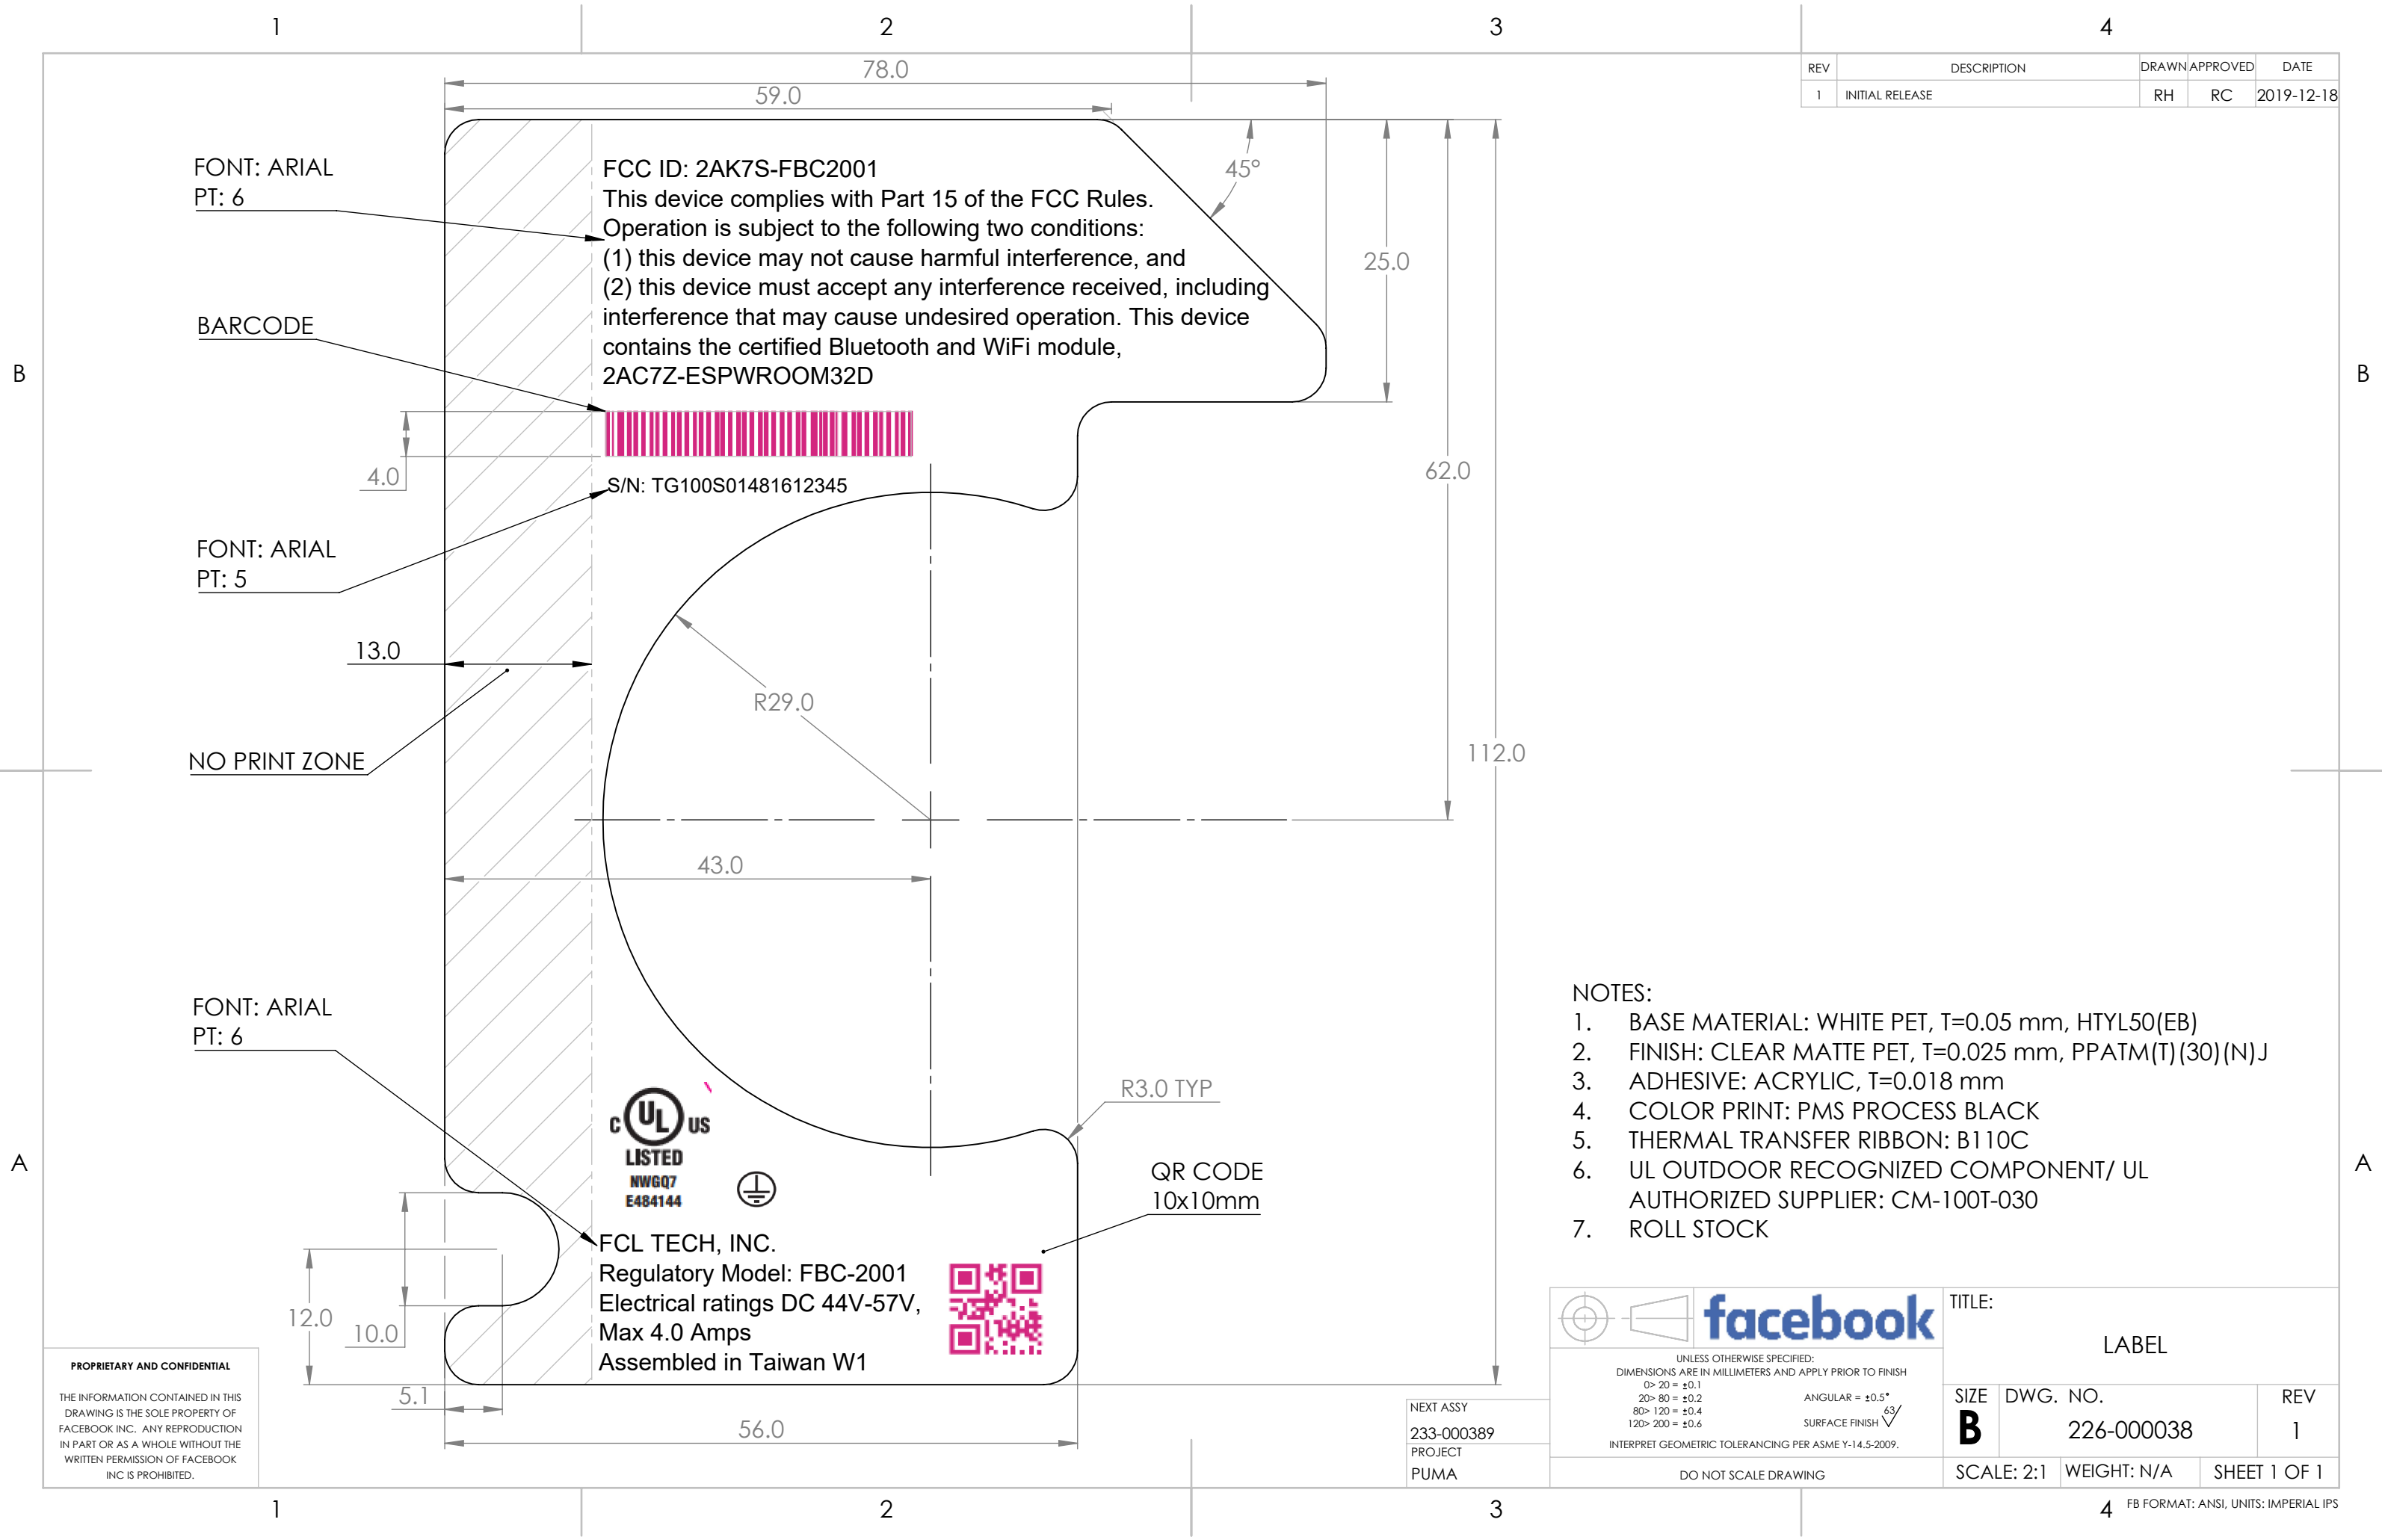 1 2 3 4
REV DESCRIPTION DRAWN APPROVED DATE
1 INITIAL RELEASE RH RC 2019-12-18
78.0
59.0
45°
25.0
62.0
112.0
FONT: ARIAL
PT: 6
FCC ID: 2AK7S-FBC2001
This device complies with Part 15 of the FCC Rules.
Operation is subject to the following two conditions:
(1) this device may not cause harmful interference, and
(2) this device must accept any interference received, including
interference that may cause undesired operation. This device
contains the certified Bluetooth and WiFi module,
2AC7Z-ESPWROOM32D
BARCODE
B B
4.0
S/N: TG100S01481612345
FONT: ARIAL
PT: 5
13.0
R29.0
NO PRINT ZONE
43.0
FONT: ARIAL
PT: 6
R3.0 TYP
C UL US
LISTED
NWGQ7
E484144
QR CODE
10x10mm
A A
FCL TECH, INC.
Regulatory Model: FBC-2001
Electrical ratings DC 44V-57V,
Max 4.0 Amps
Assembled in Taiwan W1
12.0
10.0
5.1
56.0
NOTES:
1. BASE MATERIAL: WHITE PET, T=0.05 mm, HTYL50(EB)
2. FINISH: CLEAR MATTE PET, T=0.025 mm, PPATM(T)(30)(N)J
3. ADHESIVE: ACRYLIC, T=0.018 mm
4. COLOR PRINT: PMS PROCESS BLACK
5. THERMAL TRANSFER RIBBON: B110C
6. UL OUTDOOR RECOGNIZED COMPONENT/ UL
AUTHORIZED SUPPLIER: CM-100T-030
7. ROLL STOCK
PROPRIETARY AND CONFIDENTIAL
THE INFORMATION CONTAINED IN THIS
DRAWING IS THE SOLE PROPERTY OF
FACEBOOK INC. ANY REPRODUCTION
IN PART OR AS A WHOLE WITHOUT THE
WRITTEN PERMISSION OF FACEBOOK
INC IS PROHIBITED.
NEXT ASSY
233-000389
PROJECT
PUMA
facebook
UNLESS OTHERWISE SPECIFIED:
DIMENSIONS ARE IN MILLIMETERS AND APPLY PRIOR TO FINISH
0> 20 = ±0.1
20> 80 = ±0.2
80> 120 = ±0.4
120> 200 = ±0.6
ANGULAR = ±0.5°
SURFACE FINISH 63
INTERPRET GEOMETRIC TOLERANCING PER ASME Y-14.5-2009.
DO NOT SCALE DRAWING
TITLE:
LABEL
SIZE DWG. NO. REV
B 226-000038 1
SCALE: 2:1 WEIGHT: N/A SHEET 1 OF 1
1 2 3 4
FB FORMAT: ANSI, UNITS: IMPERIAL IPS